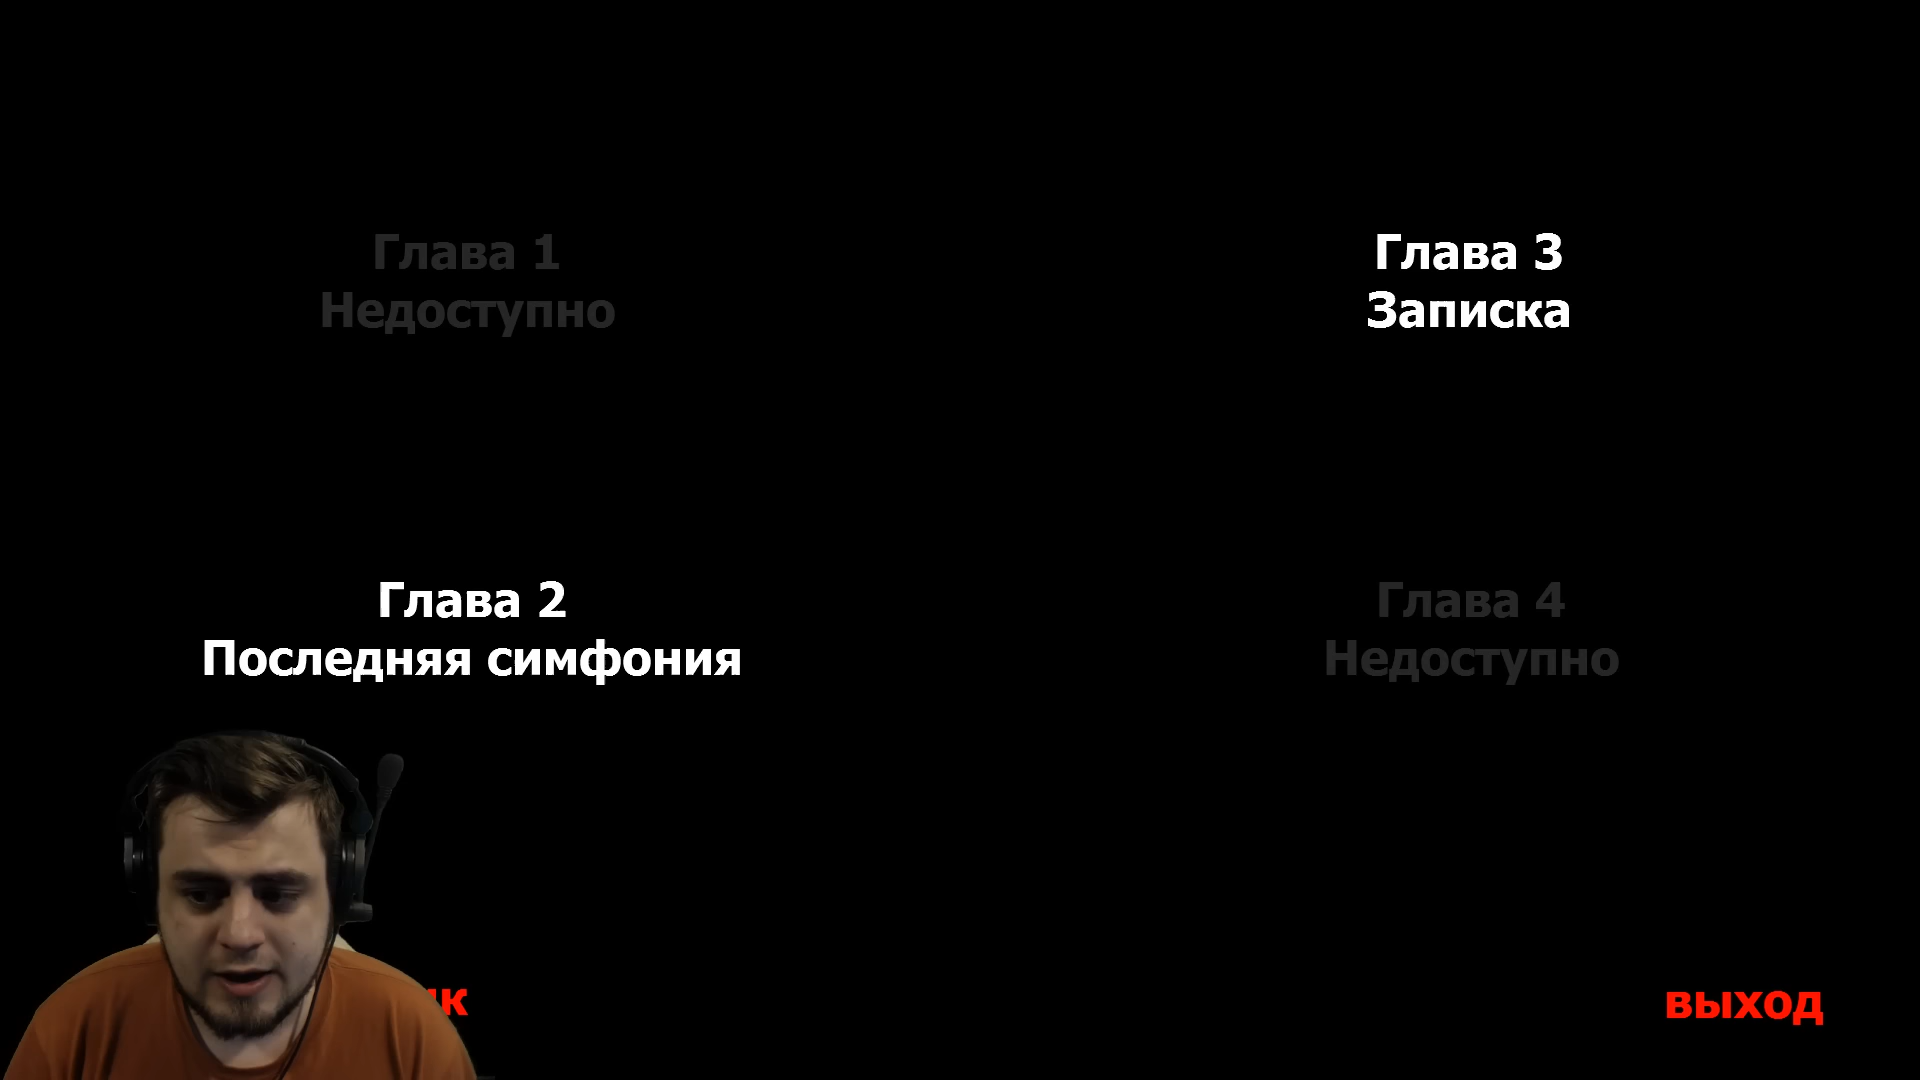 Глава 1
Недоступно
Глава 3
Записка
Глава 2
Последняя симфония
Глава 4
Недоступно
выход